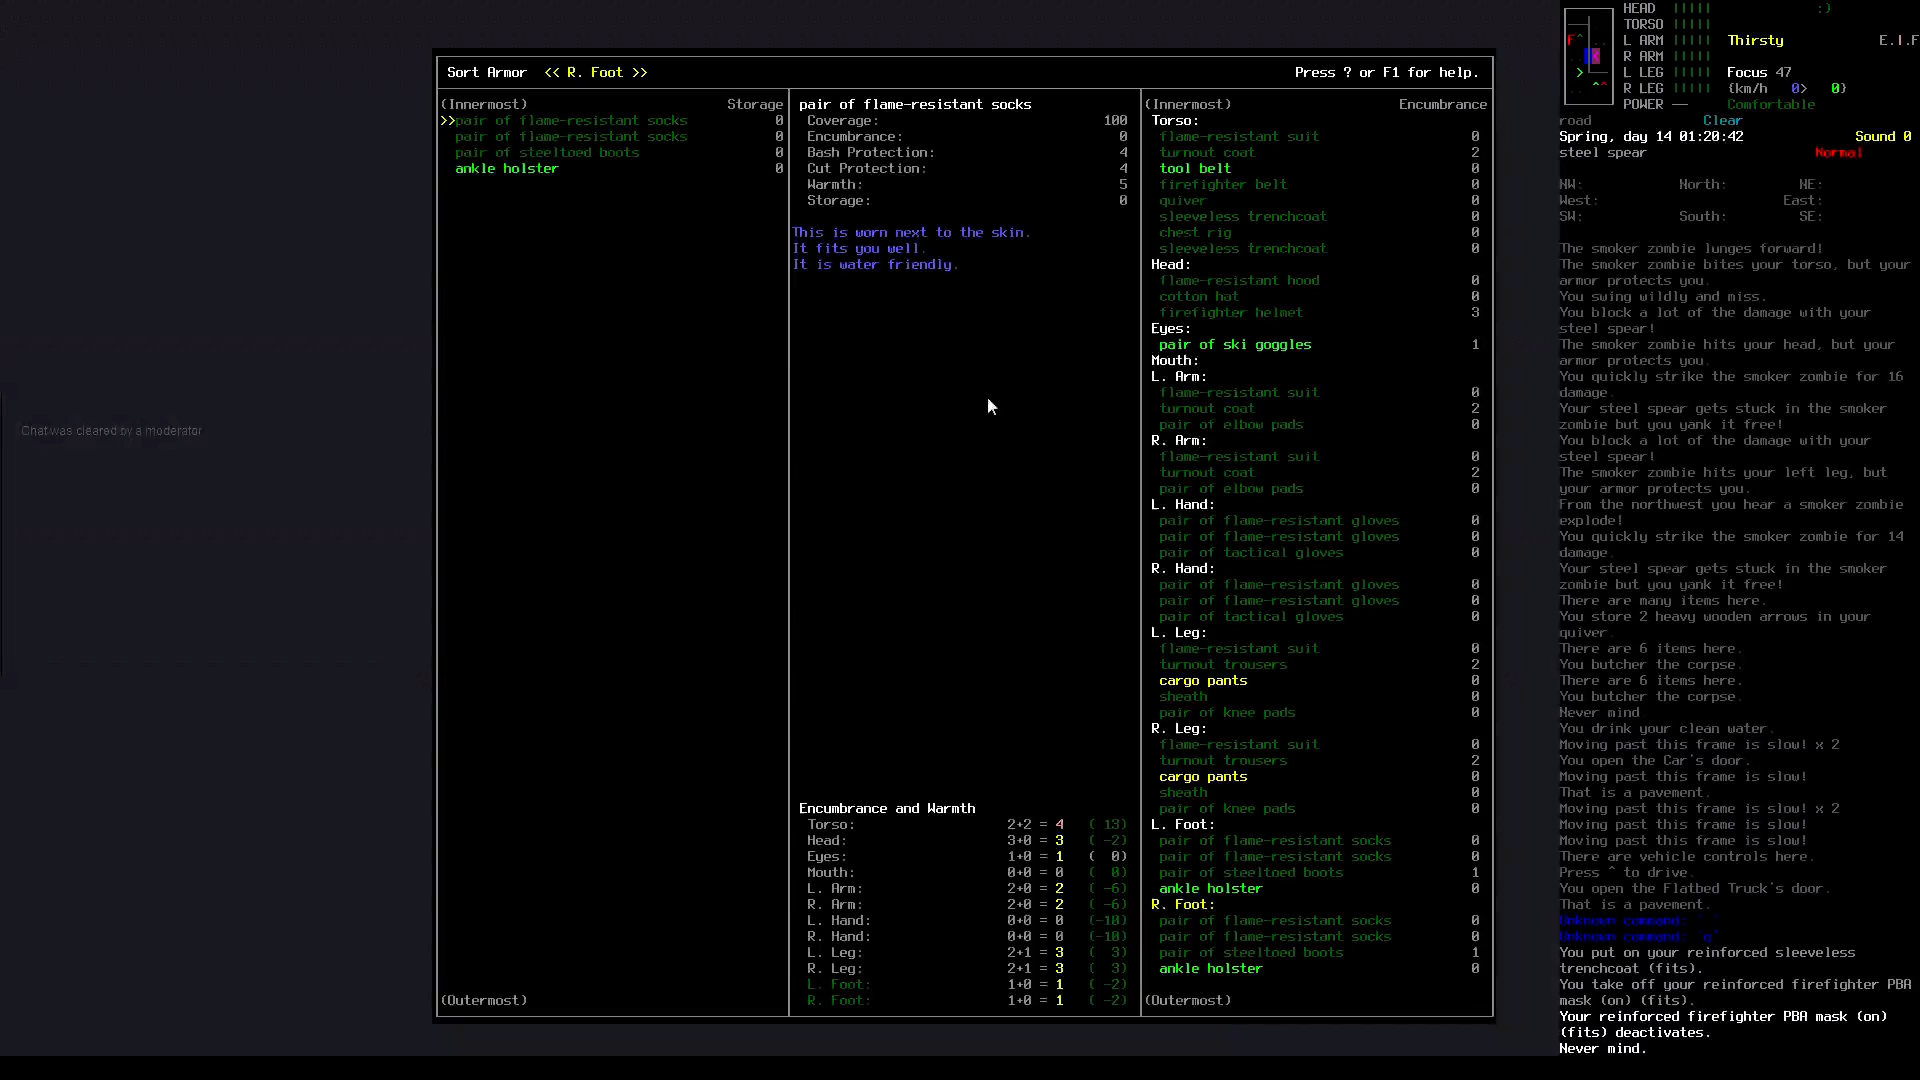 Sort Armor << R. Foot >> Press ? or F1 for help.
(Innermost) Storage
>>pair of flame-resistant socks 0
pair of flame-resistant socks 0
pair of steeltoed boots 0
ankle holster 0
(Outermost)
pair of flame-resistant socks
Coverage: 100
Encumbrance: 0
Bash Protection: 4
Cut Protection: 4
Warmth: 5
Storage: 0
This is worn next to the skin.
It fits you well.
It is water friendly.
Encumbrance and Warmth
Torso: 2+2 = 4 ( 13)
Head: 3+0 = 3 ( -2)
Eyes: 1+0 = 1 ( 0)
Mouth: 0+0 = 0 ( 0)
L. Arm: 2+0 = 2 ( -6)
R. Arm: 2+0 = 2 ( -6)
L. Hand: 0+0 = 0 (-10)
R. Hand: 0+0 = 0 (-10)
L. Leg: 2+1 = 3 ( 3)
R. Leg: 2+1 = 3 ( 3)
L. Foot: 1+0 = 1 ( -2)
R. Foot: 1+0 = 1 ( -2)
(Innermost) Encumbrance
Torso:
flame-resistant suit 0
turnout coat 2
tool belt 0
firefighter belt 0
quiver 0
sleeveless trenchcoat 0
chest rig 0
sleeveless trenchcoat 0
Head:
flame-resistant hood 0
cotton hat 0
firefighter helmet 3
Eyes:
pair of ski goggles 1
Mouth:
L. Arm:
flame-resistant suit 0
turnout coat 2
pair of elbow pads 0
R. Arm:
flame-resistant suit 0
turnout coat 2
pair of elbow pads 0
L. Hand:
pair of flame-resistant gloves 0
pair of flame-resistant gloves 0
pair of tactical gloves 0
R. Hand:
pair of flame-resistant gloves 0
pair of flame-resistant gloves 0
pair of tactical gloves 0
L. Leg:
flame-resistant suit 0
turnout trousers 2
cargo pants 0
sheath 0
pair of knee pads 0
R. Leg:
flame-resistant suit 0
turnout trousers 2
cargo pants 0
sheath 0
pair of knee pads 0
L. Foot:
pair of flame-resistant socks 0
pair of flame-resistant socks 0
pair of steeltoed boots 1
ankle holster 0
R. Foot:
pair of flame-resistant socks 0
pair of flame-resistant socks 0
pair of steeltoed boots 1
ankle holster 0
(Outermost)
Chat was cleared by a moderator
HEAD ||||| :)
TORSO |||||
L ARM ||||| Thirsty E.I.F
R ARM |||||
L LEG ||||| Focus 47
R LEG ||||| {km/h 0> 0}
POWER -- Comfortable
road Clear
Spring, day 14 01:20:42 Sound 0
steel spear Normal
NW: North: NE:
West: East:
SW: South: SE:
The smoker zombie lunges forward!
The smoker zombie bites your torso, but your
armor protects you.
You swing wildly and miss.
You block a lot of the damage with your
steel spear!
The smoker zombie hits your head, but your
armor protects you.
You quickly strike the smoker zombie for 16
damage.
Your steel spear gets stuck in the smoker
zombie but you yank it free!
You block a lot of the damage with your
steel spear!
The smoker zombie hits your left leg, but
your armor protects you.
From the northwest you hear a smoker zombie
explode!
You quickly strike the smoker zombie for 14
damage.
Your steel spear gets stuck in the smoker
zombie but you yank it free!
There are many items here.
You store 2 heavy wooden arrows in your
quiver.
There are 6 items here.
You butcher the corpse.
There are 6 items here.
You butcher the corpse.
Never mind.
You drink your clean water.
Moving past this frame is slow! x 2
You open the Car's door.
Moving past this frame is slow!
That is a pavement.
Moving past this frame is slow! x 2
Moving past this frame is slow!
Moving past this frame is slow!
There are vehicle controls here.
Press ^ to drive.
You open the Flatbed Truck's door.
That is a pavement.
Unknown command: ` `
Unknown command: `o`
You put on your reinforced sleeveless
trenchcoat (fits).
You take off your reinforced firefighter PBA
mask (on) (fits).
Your reinforced firefighter PBA mask (on)
(fits) deactivates.
Never mind.